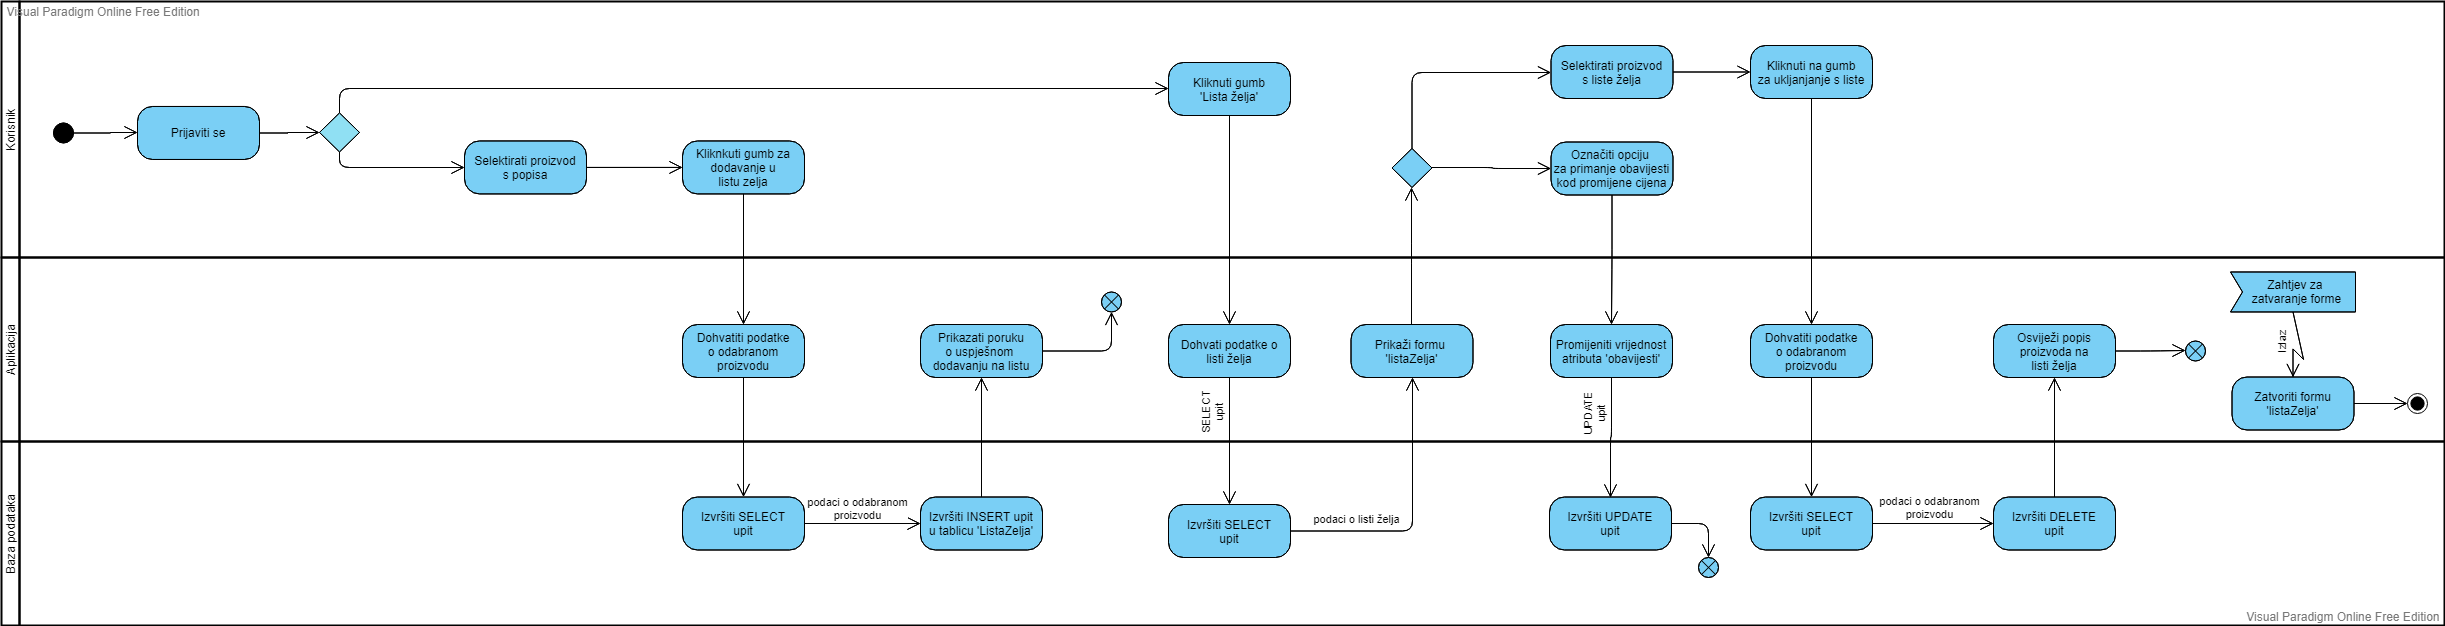 Visual Paradigm Online Free Edition
Korisnik
Prijaviti se
Selektirati proizvod
s popisa
Kliknkuti gumb za
dodavanje u
listu zelja
Kliknuti gumb
'Lista želja'
Selektirati proizvod
s liste želja
Kliknuti na gumb
za ukljanjanje s liste
Označiti opciju
za primanje obavijesti
kod promijene cijena
Aplikacija
Dohvatiti podatke
o odabranom
proizvodu
Prikazati poruku
o uspješnom
dodavanju na listu
Dohvati podatke o
listi želja
SELECT
upit
Prikaži formu
'listaZelja'
Promijeniti vrijednost
atributa 'obavijesti'
UPDATE
upit
Dohvatiti podatke
o odabranom
proizvodu
Osviježi popis
proizvoda na
listi želja
Zahtjev za
zatvaranje forme
Izlaz
Zatvoriti formu
'listaZelja'
Baza podataka
Izvršiti SELECT
upit
podaci o odabranom
proizvodu
Izvršiti INSERT upit
u tablicu 'ListaZelja'
Izvršiti SELECT
upit
podaci o listi želja
Izvršiti UPDATE
upit
Izvršiti SELECT
upit
podaci o odabranom
proizvodu
Izvršiti DELETE
upit
Visual Paradigm Online Free Edition